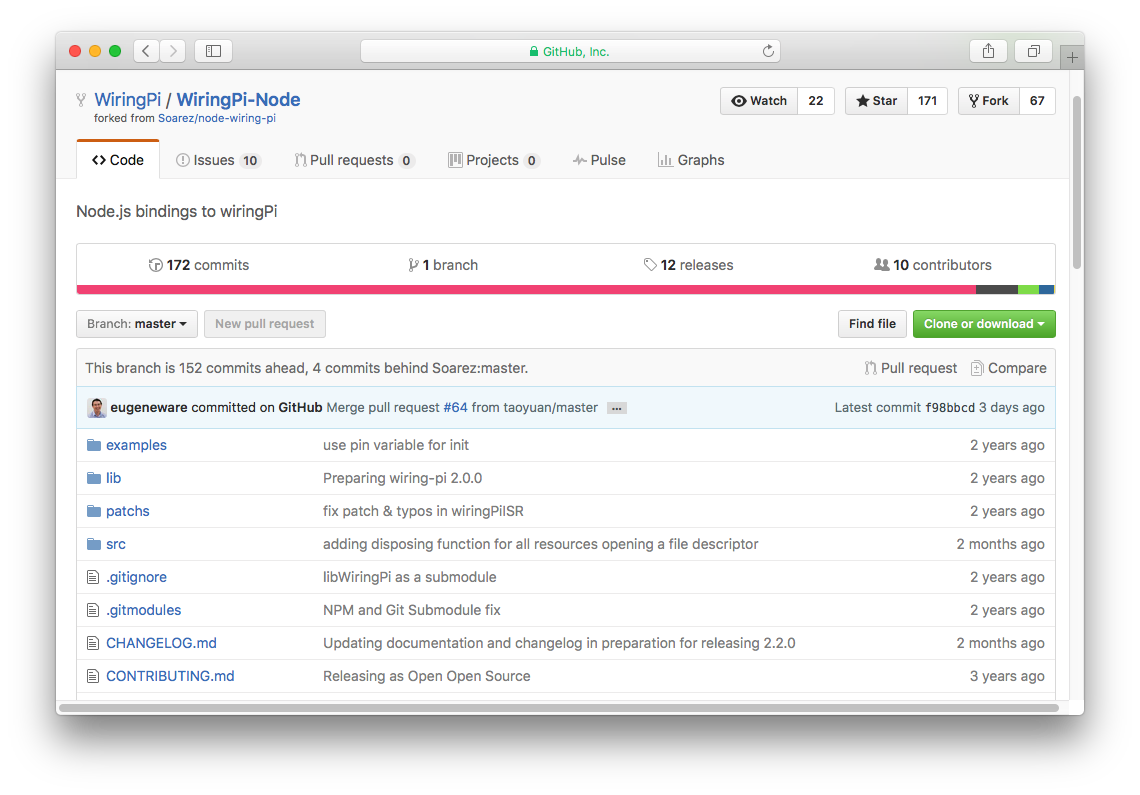 GitHub, Inc.
WiringPi / WiringPi-Node
forked from Soarez/node-wiring-pi
Watch 22 Star 171 Fork 67
Code Issues 10 Pull requests 0 Projects 0 Pulse Graphs
Node.js bindings to wiringPi
172 commits 1 branch 12 releases 10 contributors
Branch: master New pull request Find file Clone or download
This branch is 152 commits ahead, 4 commits behind Soarez:master. Pull request Compare
eugeneware committed on GitHub Merge pull request #64 from taoyuan/master ... Latest commit f98bbcd 3 days ago
examples use pin variable for init 2 years ago
lib Preparing wiring-pi 2.0.0 2 years ago
patchs fix patch & typos in wiringPiISR 2 years ago
src adding disposing function for all resources opening a file descriptor 2 months ago
.gitignore libWiringPi as a submodule 2 years ago
.gitmodules NPM and Git Submodule fix 2 years ago
CHANGELOG.md Updating documentation and changelog in preparation for releasing 2.2.0 2 months ago
CONTRIBUTING.md Releasing as Open Open Source 3 years ago